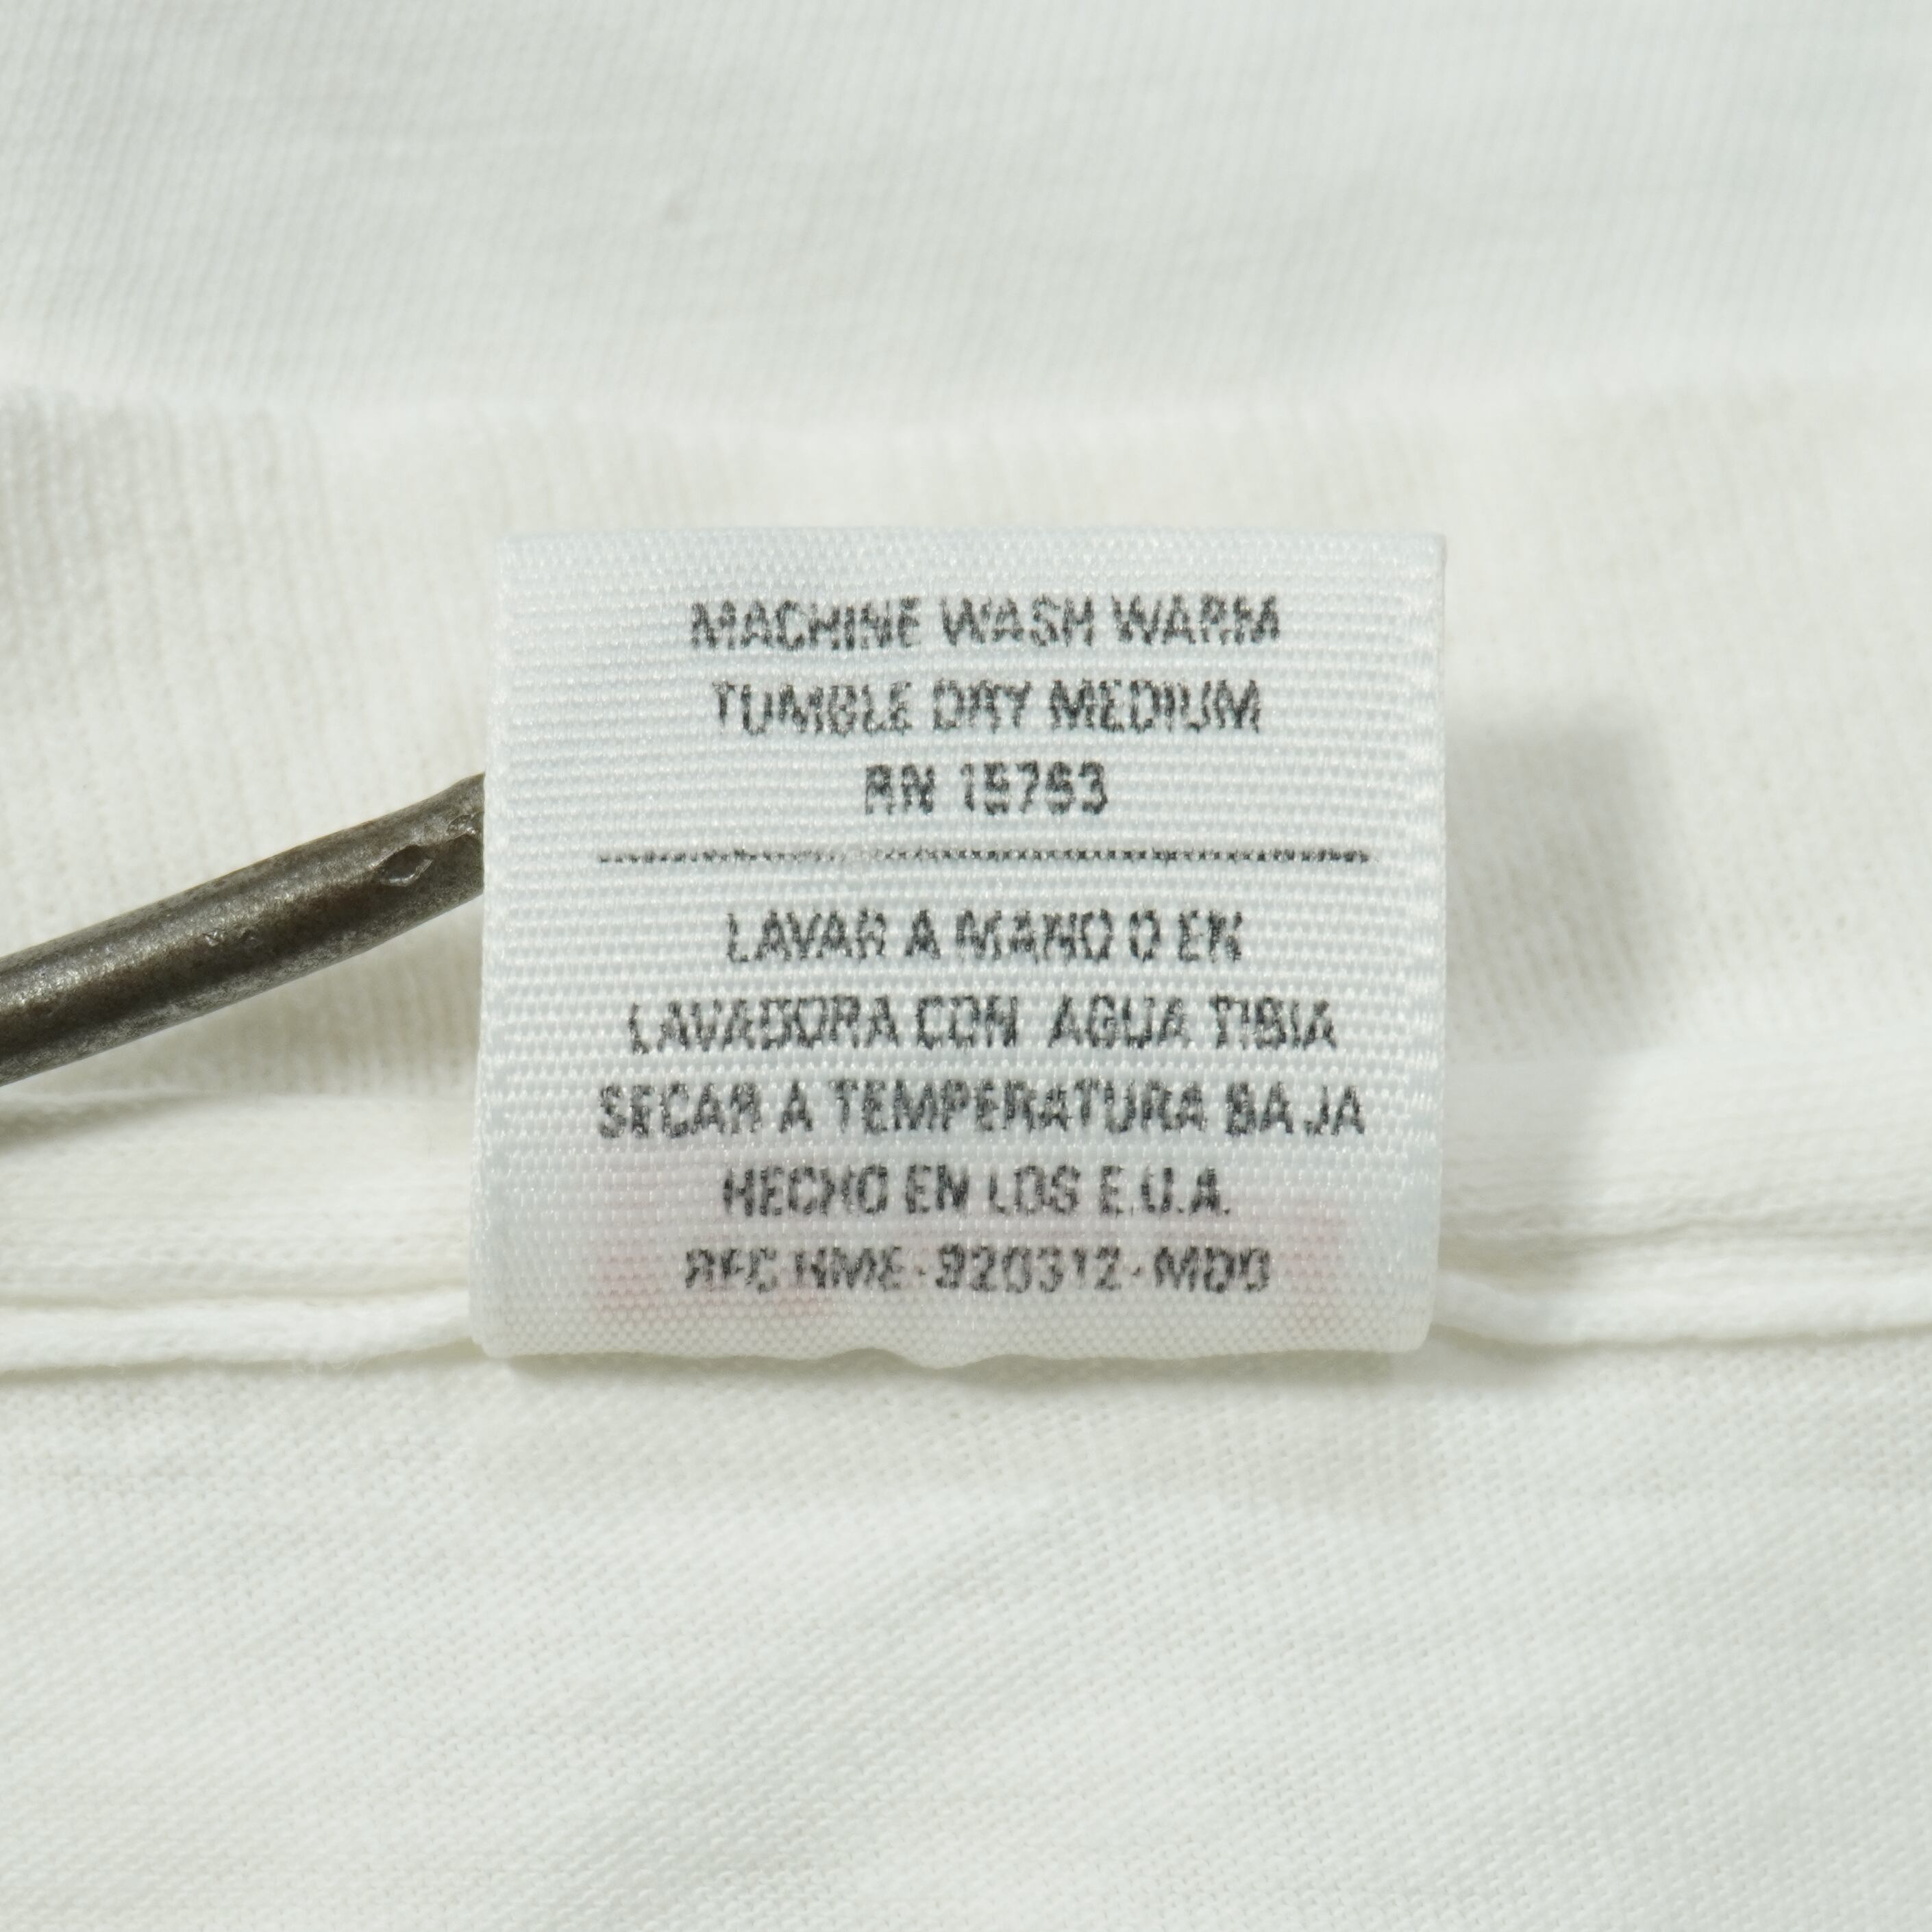 MACHINE WASH WARM
TUMBLE DRY MEDIUM
RN 15763
LAVAR A MANO O EN
LAVADORA CON AGUA TIBIA
SECAR A TEMPERATURA BAJA
HECHO EN LOS E.U.A.
RFC HME-920312-MD0